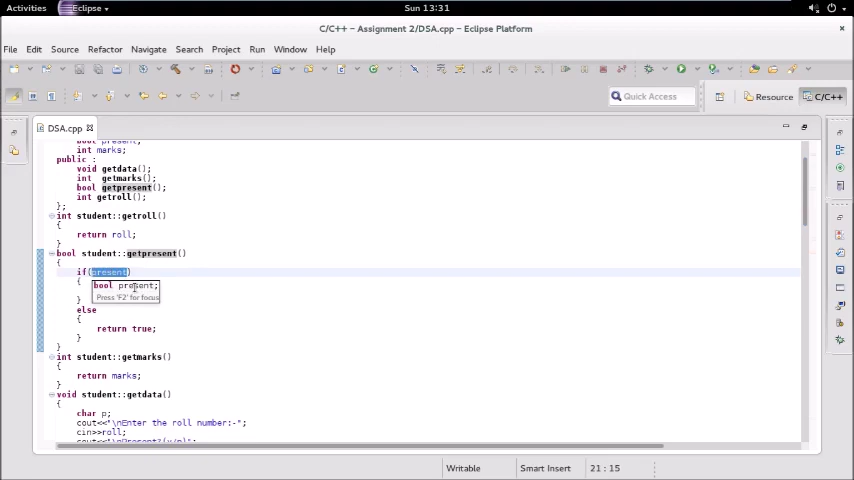 Activities Eclipse Sun 13:31
C/C++ – Assignment 2/DSA.cpp – Eclipse Platform
File Edit Source Refactor Navigate Search Project Run Window Help
Quick Access Resource C/C++
DSA.cpp
bool present;
int marks;
public :
void getdata();
int getmarks();
bool getpresent();
int getroll();
};
int student::getroll()
{
return roll;
}
bool student::getpresent()
{
if(present)
{
bool present;
Press 'F2' for focus
}
else
{
return true;
}
}
int student::getmarks()
{
return marks;
}
void student::getdata()
{
char p;
cout<<"\nEnter the roll number:-";
cin>>roll;
cout<<"\nPresent?(y/n)";
Writable Smart Insert 21 : 15